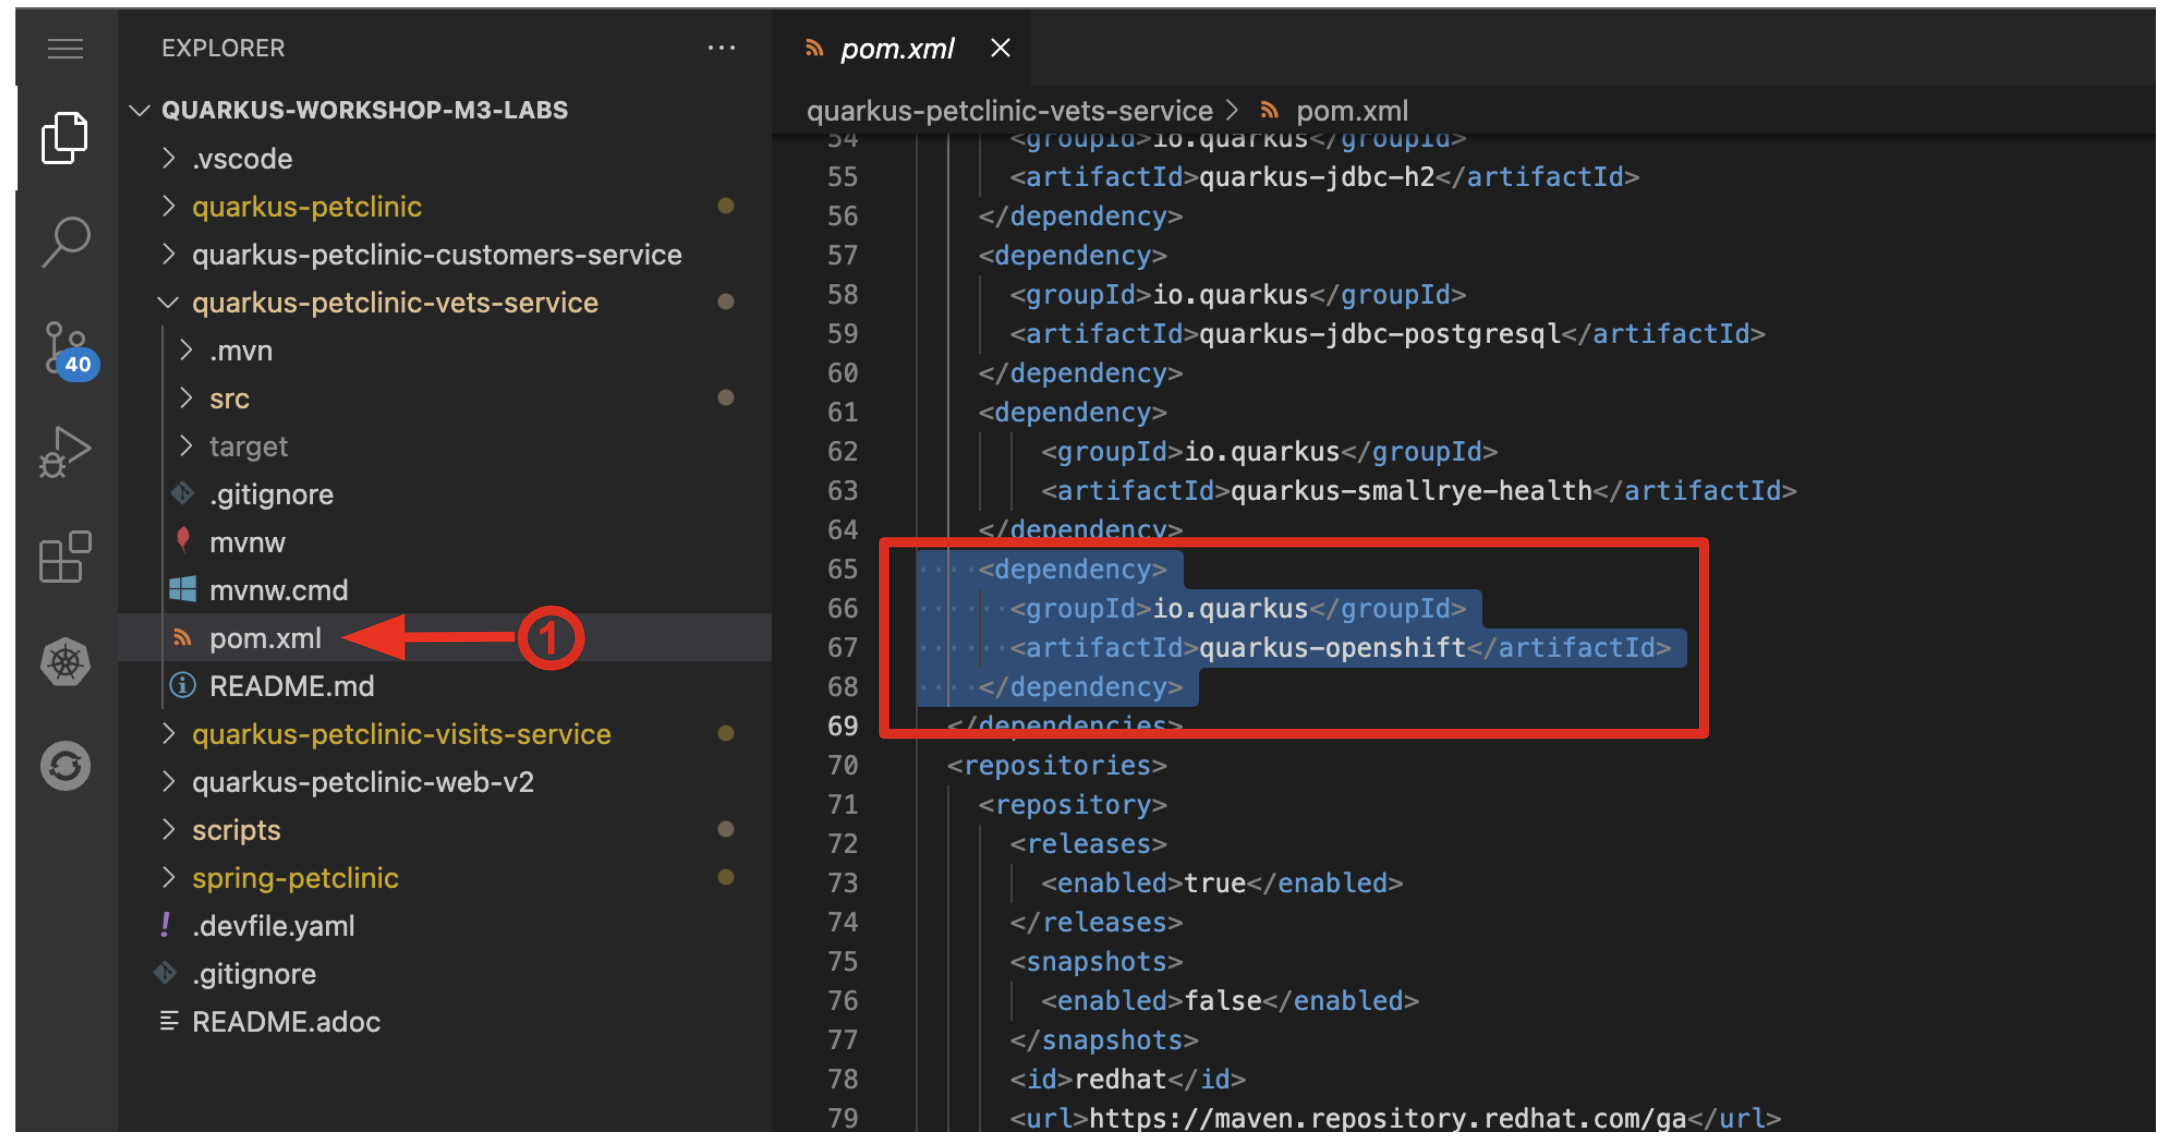 EXPLORER
QUARKUS-WORKSHOP-M3-LABS
.vscode
quarkus-petclinic
quarkus-petclinic-customers-service
quarkus-petclinic-vets-service
.mvn
src
target
.gitignore
mvnw
mvnw.cmd
pom.xml
1
README.md
quarkus-petclinic-visits-service
quarkus-petclinic-web-v2
scripts
spring-petclinic
! .devfile.yaml
.gitignore
README.adoc
40
pom.xml
quarkus-petclinic-vets-service > pom.xml
54 <groupId>io.quarkus</groupId>
55 <artifactId>quarkus-jdbc-h2</artifactId>
56 </dependency>
57 <dependency>
58 <groupId>io.quarkus</groupId>
59 <artifactId>quarkus-jdbc-postgresql</artifactId>
60 </dependency>
61 <dependency>
62 <groupId>io.quarkus</groupId>
63 <artifactId>quarkus-smallrye-health</artifactId>
64 </dependency>
65 <dependency>
66 <groupId>io.quarkus</groupId>
67 <artifactId>quarkus-openshift</artifactId>
68 </dependency>
69 </dependencies>
70 <repositories>
71 <repository>
72 <releases>
73 <enabled>true</enabled>
74 </releases>
75 <snapshots>
76 <enabled>false</enabled>
77 </snapshots>
78 <id>redhat</id>
79 <url>https://maven.repository.redhat.com/ga</url>